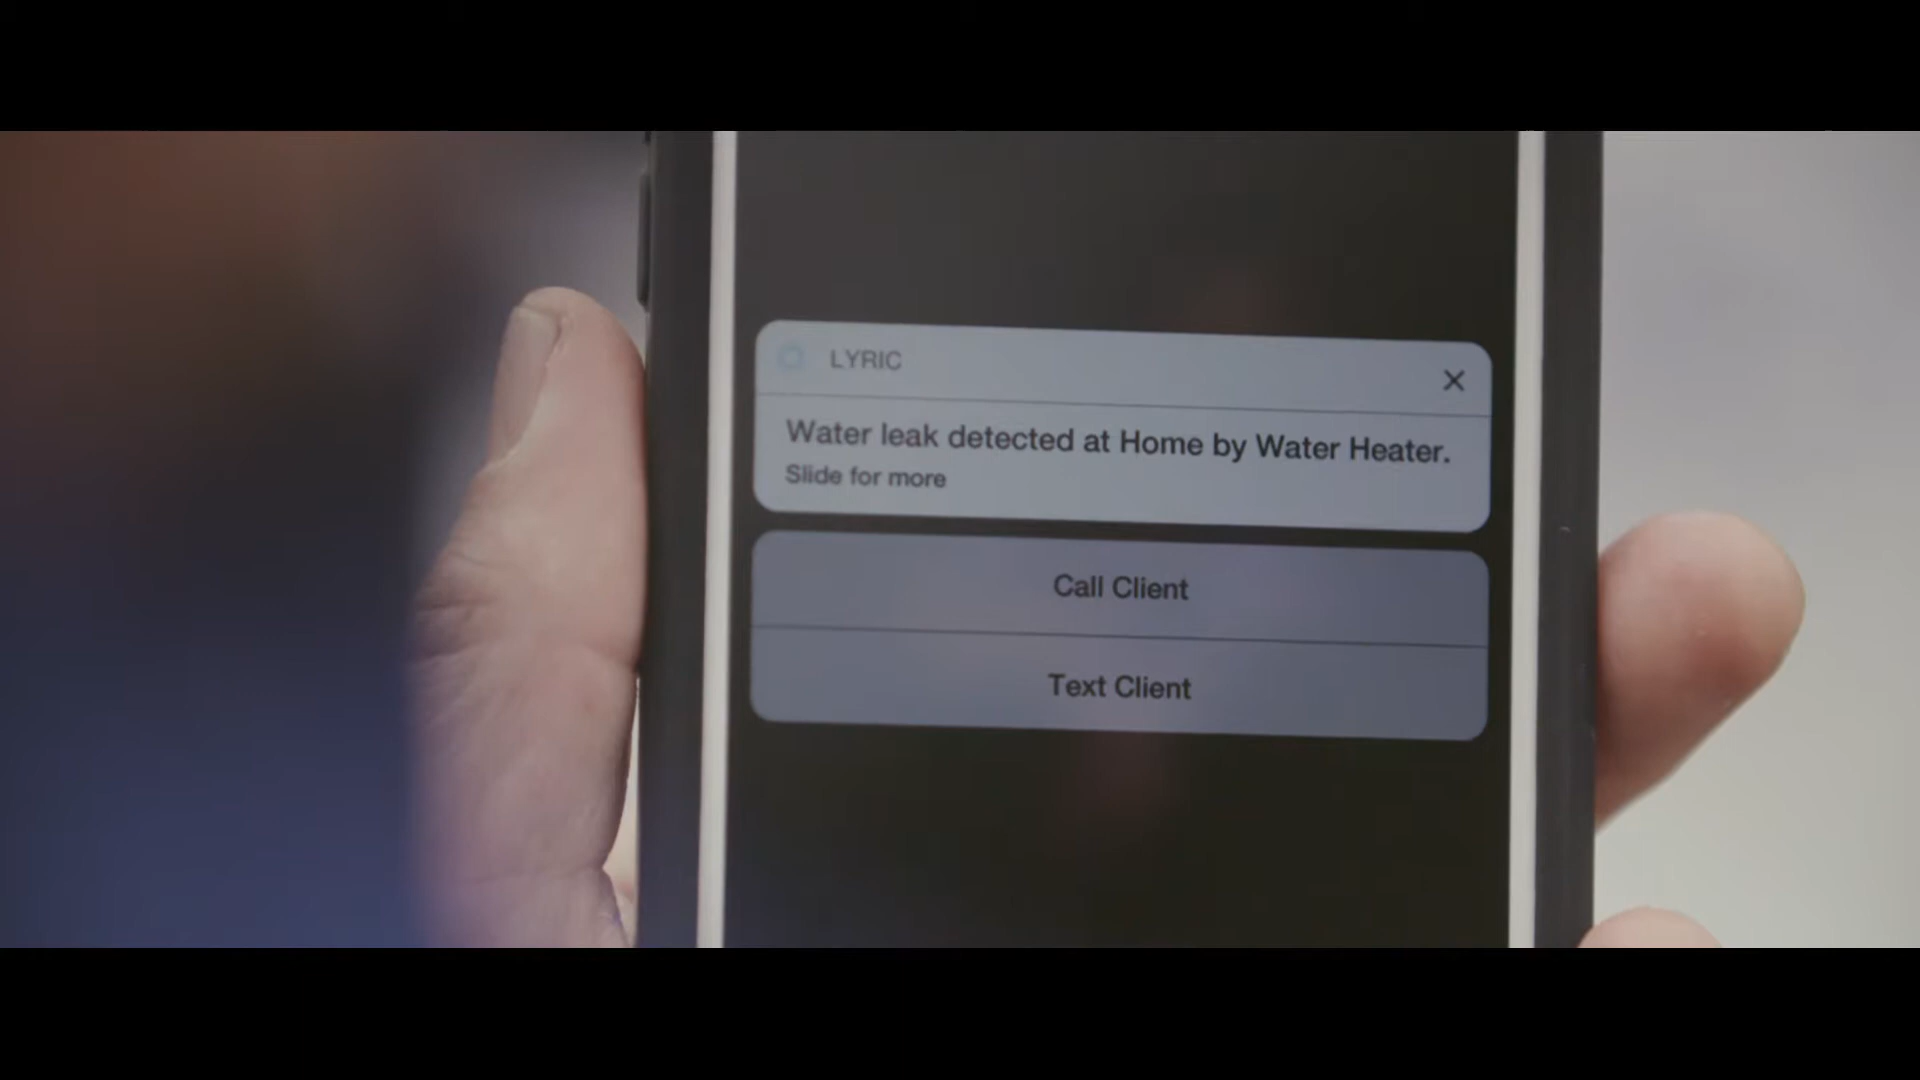 LYRIC
Water leak detected at Home by Water Heater.
Slide for more
Call Client
Text Client